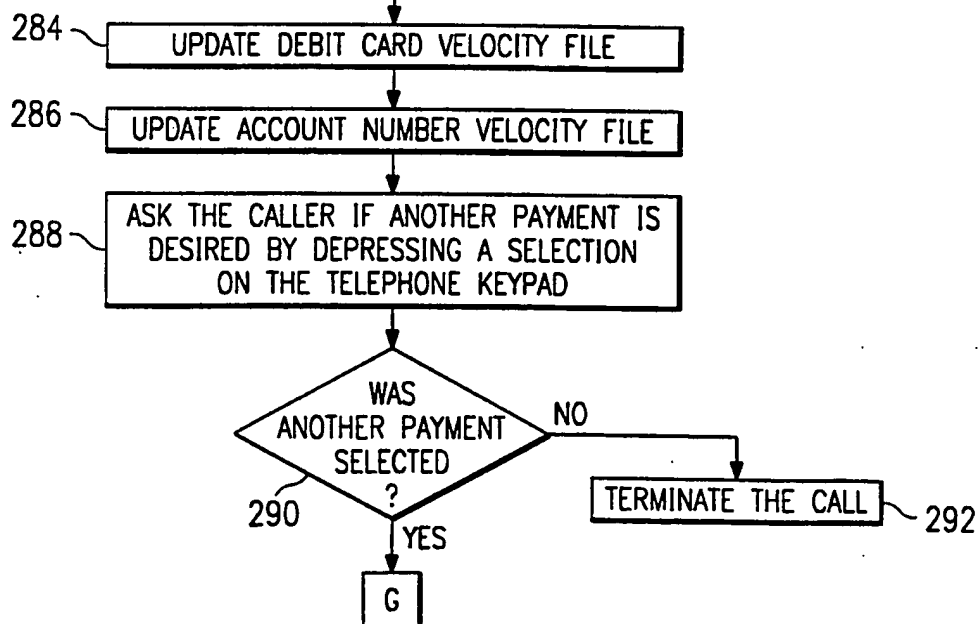 284
UPDATE DEBIT CARD VELOCITY FILE
286
UPDATE ACCOUNT NUMBER VELOCITY FILE
288
ASK THE CALLER IF ANOTHER PAYMENT IS
DESIRED BY DEPRESSING A SELECTION
ON THE TELEPHONE KEYPAD
WAS
ANOTHER PAYMENT
SELECTED
?
290
NO
TERMINATE THE CALL
292
YES
G